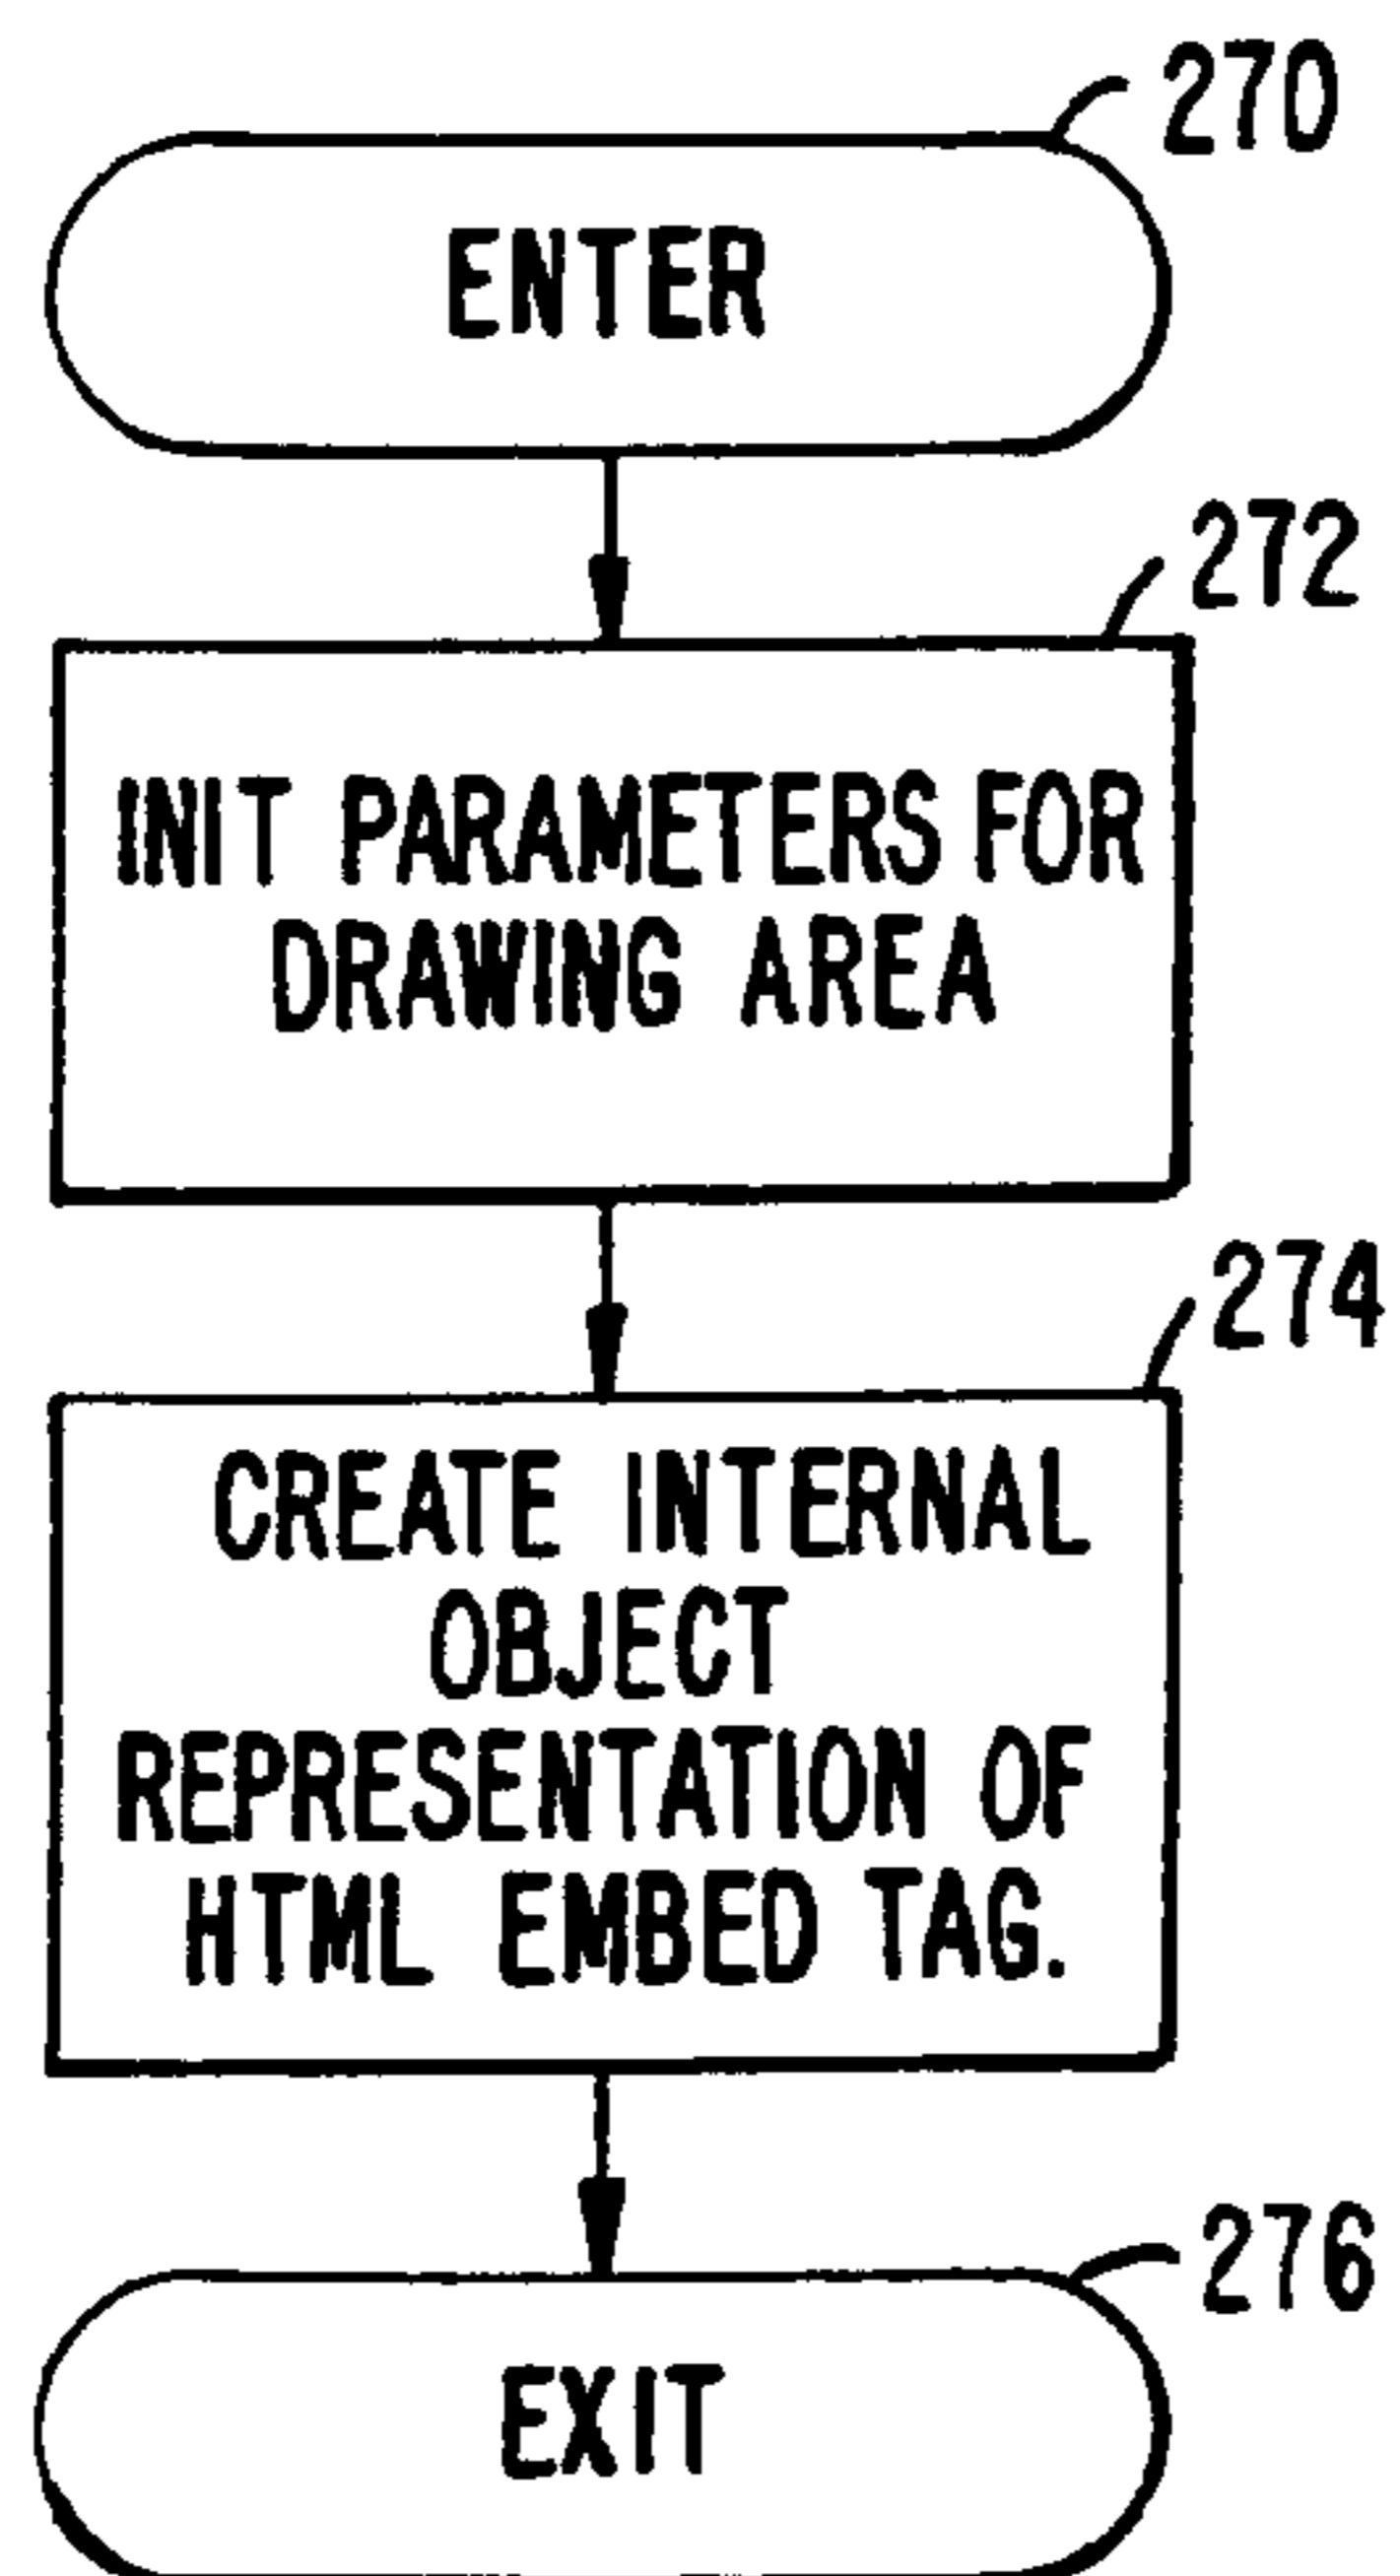 270
ENTER
272
INIT PARAMETERS FOR
DRAWING AREA
274
CREATE INTERNAL
OBJECT
REPRESENTATION OF
HTML EMBED TAG.
276
EXIT